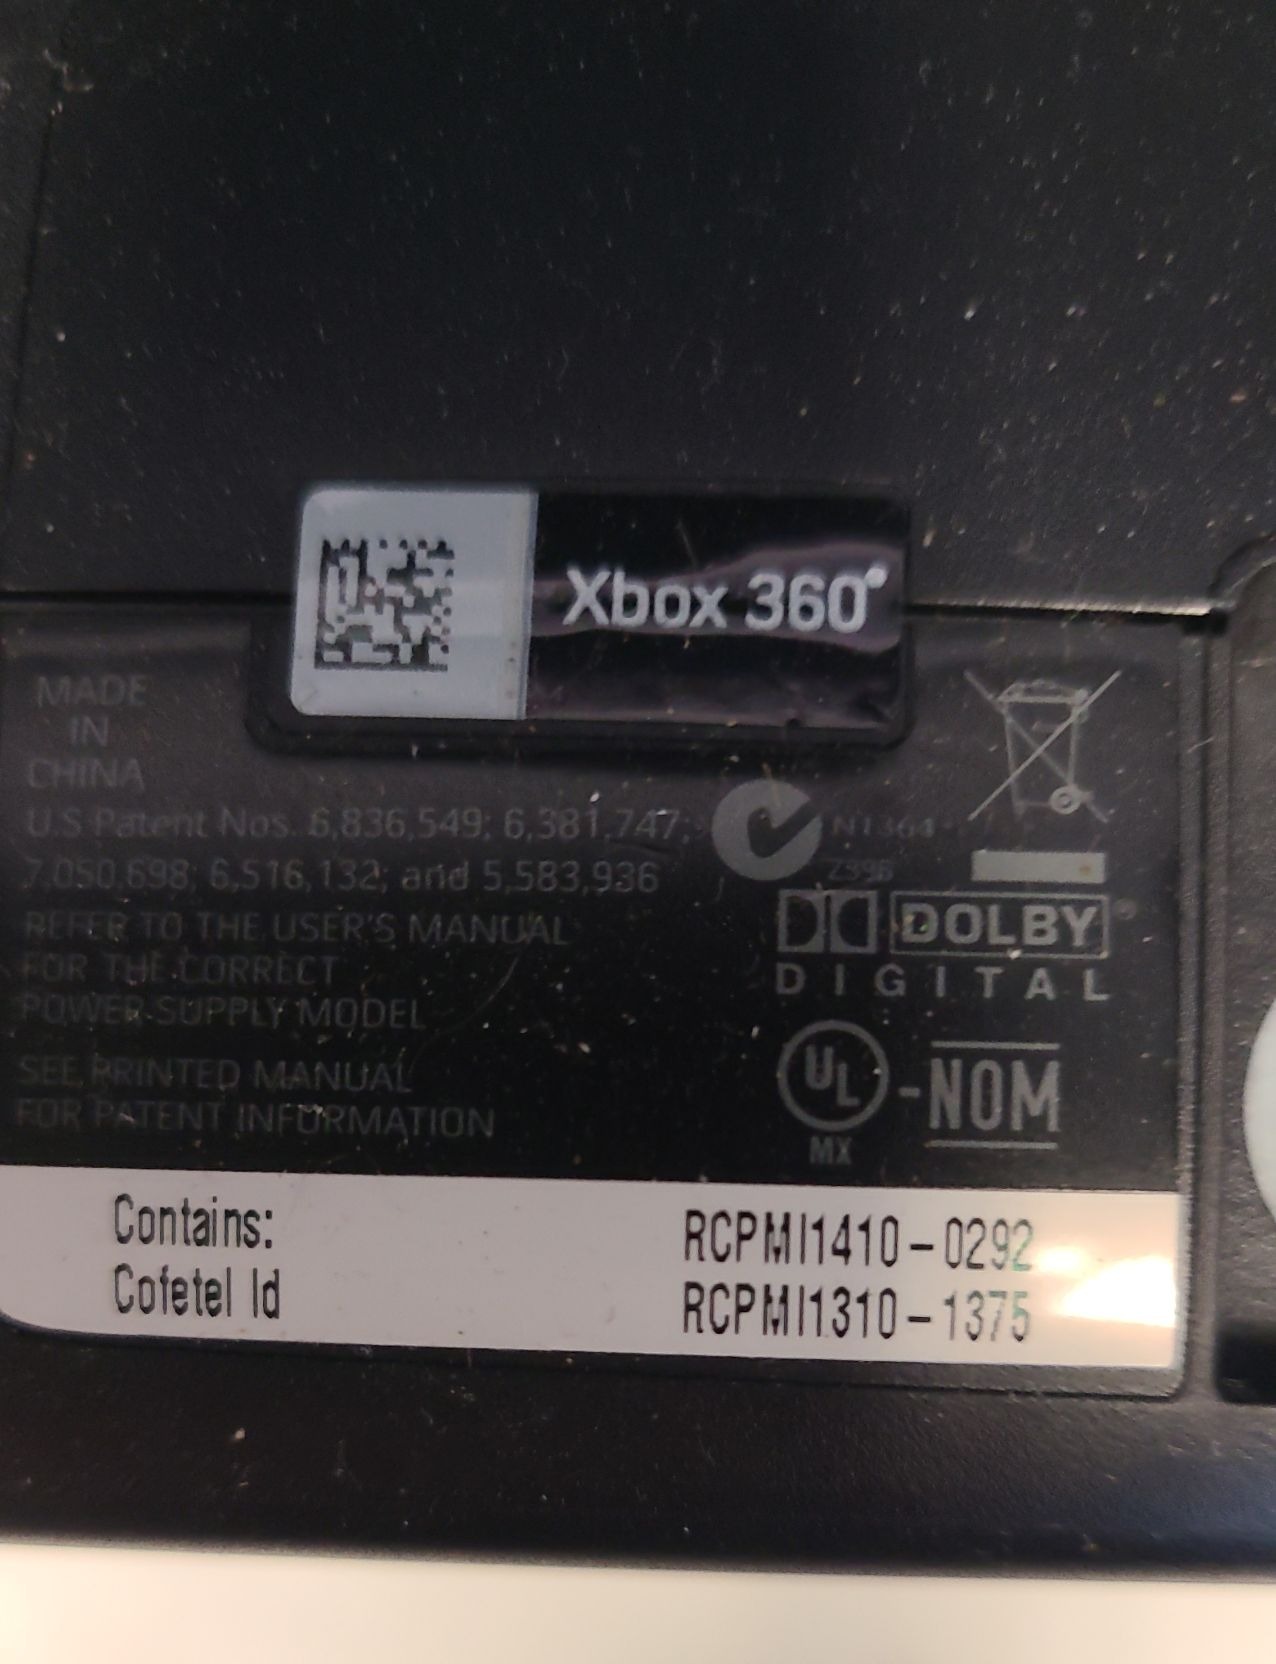 Xbox 360°
MADE
IN
CHINA
U.S Patent Nos. 6,836,549; 6,381,747;
7,050,698; 6,516,132; and 5,583,936
REFER TO THE USER'S MANUAL
FOR THE CORRECT
POWER SUPPLY MODEL
SEE PRINTED MANUAL
FOR PATENT INFORMATION
N1364
Z398
DOLBY
DIGITAL
UL
MX
-NOM
Contains: RCPMI1410-0292
Cofetel Id RCPMI1310-1375